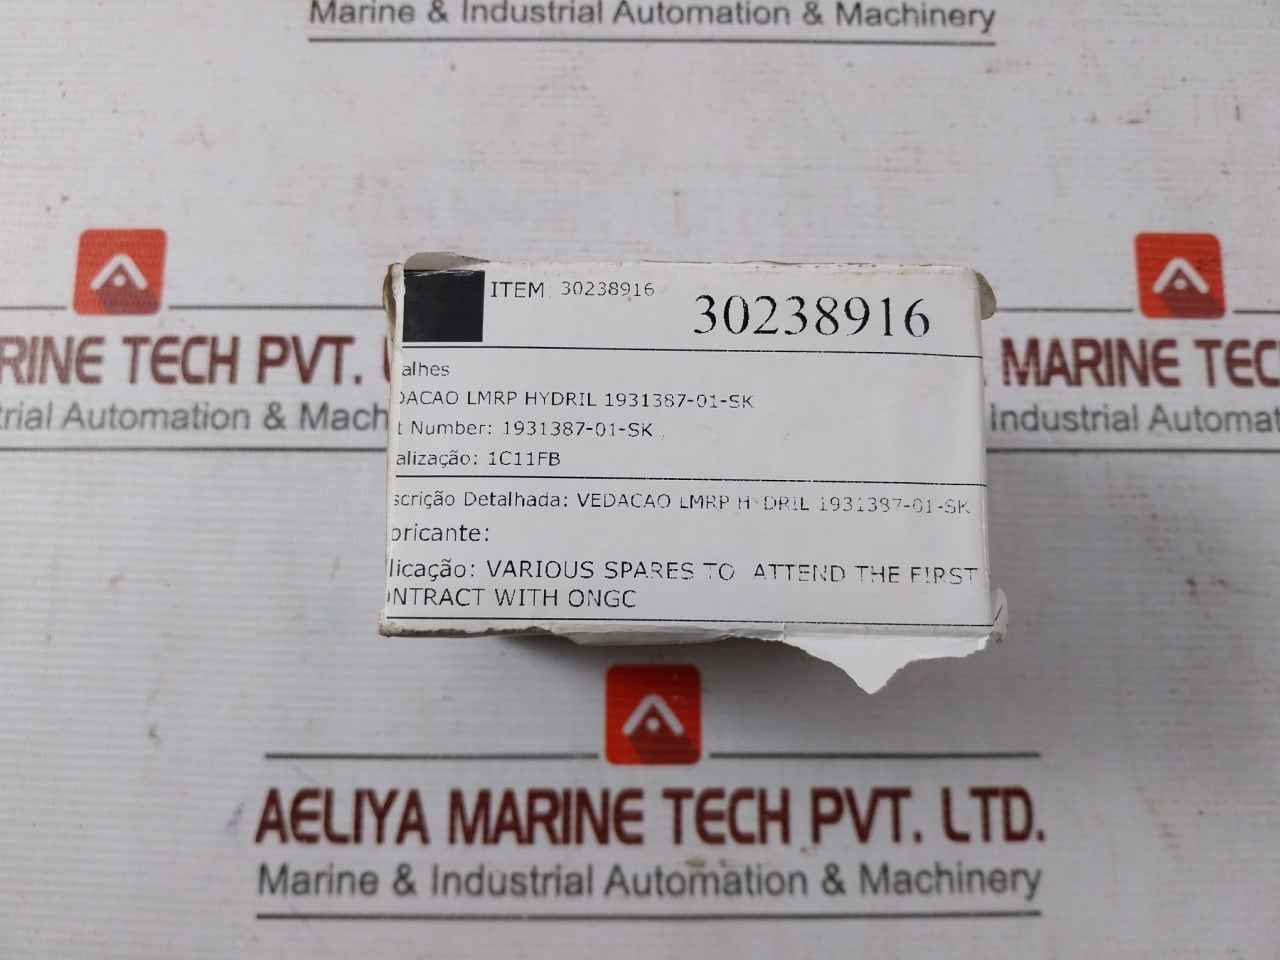 Marine & Industrial Automation & Machinery
ITEM 30238916
30238916
alhes
DACAO LMRP HYDRIL 1931387-01-SK
t Number: 1931387-01-SK
alização: 1C11FB
scrição Detalhada: VEDACAO LMRP HYDRIL 1931387-01-SK
bricante:
licação: VARIOUS SPARES TO ATTEND THE FIRST
NTRACT WITH ONGC
RINE TECH PVT. L
trial Automation & Mach
MARINE TEC
Industrial Automa
AELIYA MARINE TECH PVT. LTD.
Marine & Industrial Automation & Machinery